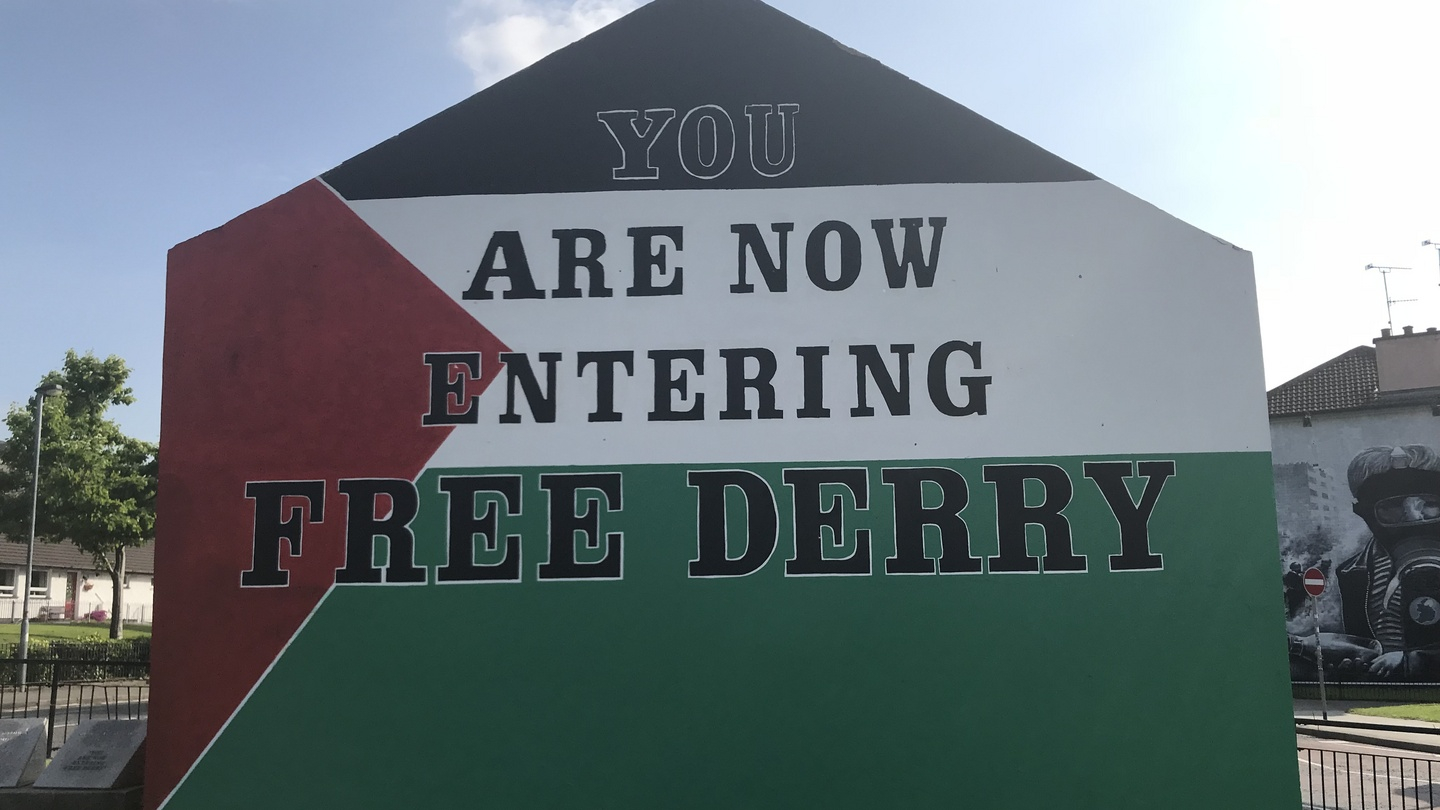 YOU
ARE NOW
ENTERING
FREE DERRY